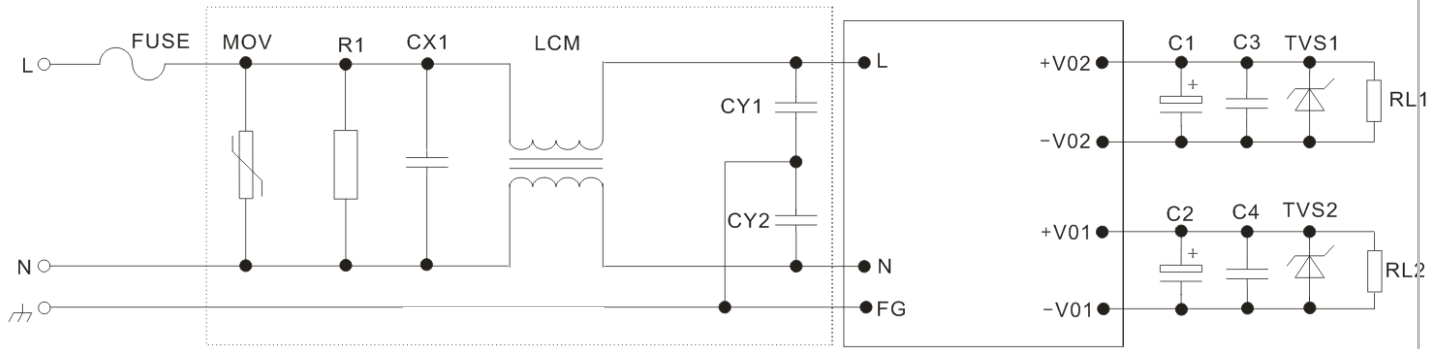 FUSE
MOV
R1
CX1
LCM
L
L
CY1
CY2
N
N
FG
+V02
−V02
+V01
−V01
C1
C3
TVS1
+
RL1
C2
C4
TVS2
+
RL2